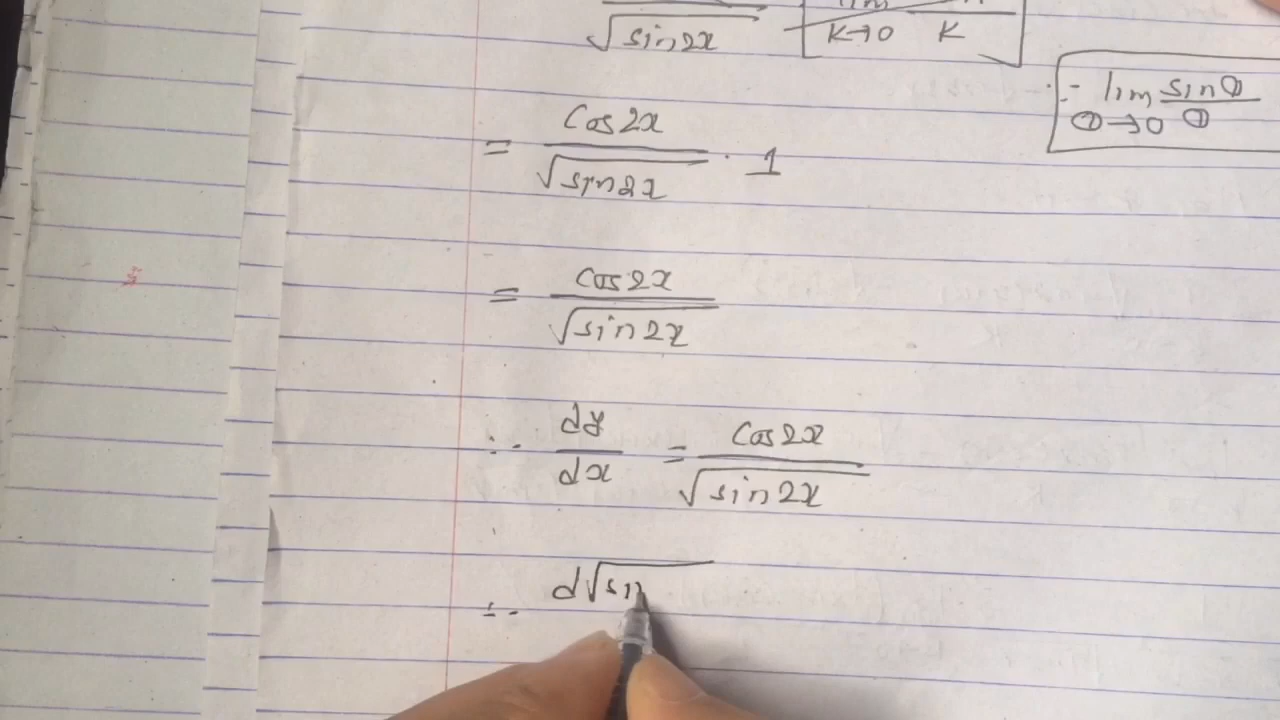 √sin2x K→0 K
∵ lim sinθ/θ
θ→0
= Cos2x/√sin2x · 1
= Cos2x/√sin2x
∴ dy/dx = Cos2x/√sin2x
∴ d√sin